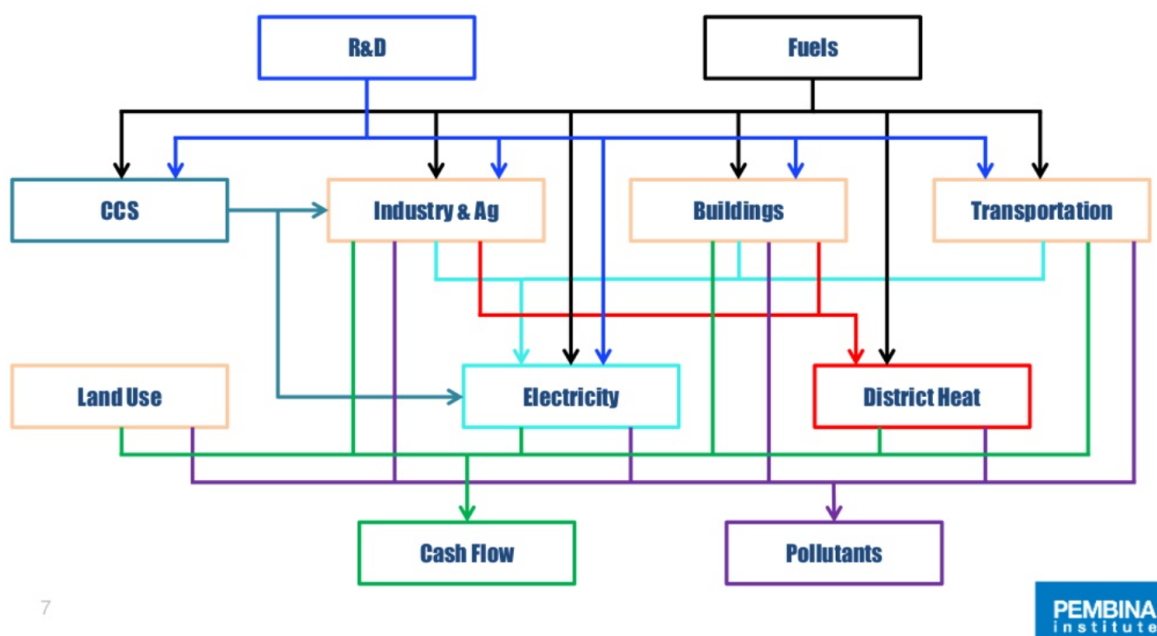 R&D
Fuels
CCS
Industry & Ag
Buildings
Transportation
Land Use
Electricity
District Heat
Cash Flow
Pollutants
7
PEMBINA
institute